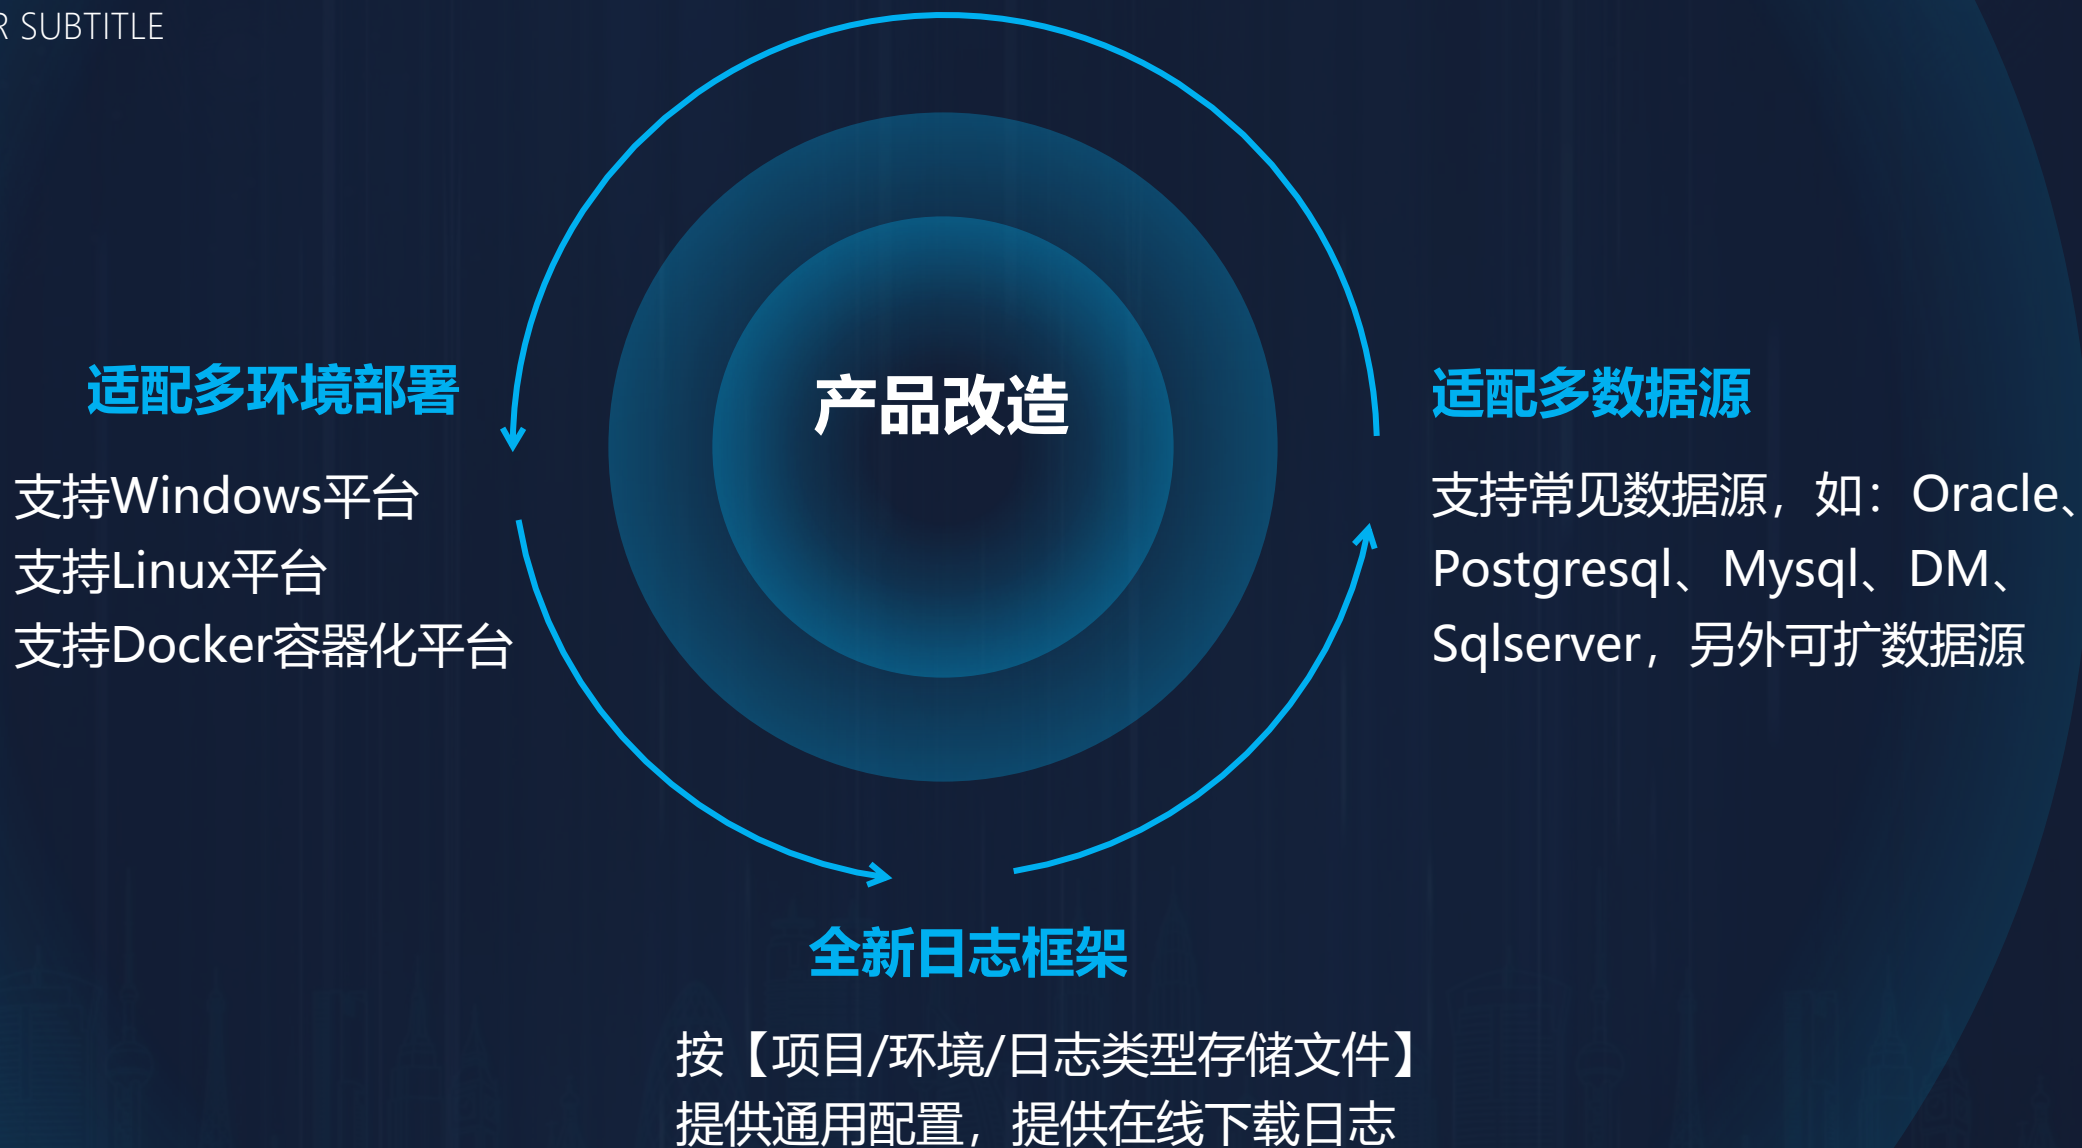 R SUBTITLE
产品改造
适配多环境部署
支持Windows平台
支持Linux平台
支持Docker容器化平台
适配多数据源
支持常见数据源，如：Oracle、
Postgresql、Mysql、DM、
Sqlserver，另外可扩数据源
全新日志框架
按【项目/环境/日志类型存储文件】
提供通用配置，提供在线下载日志